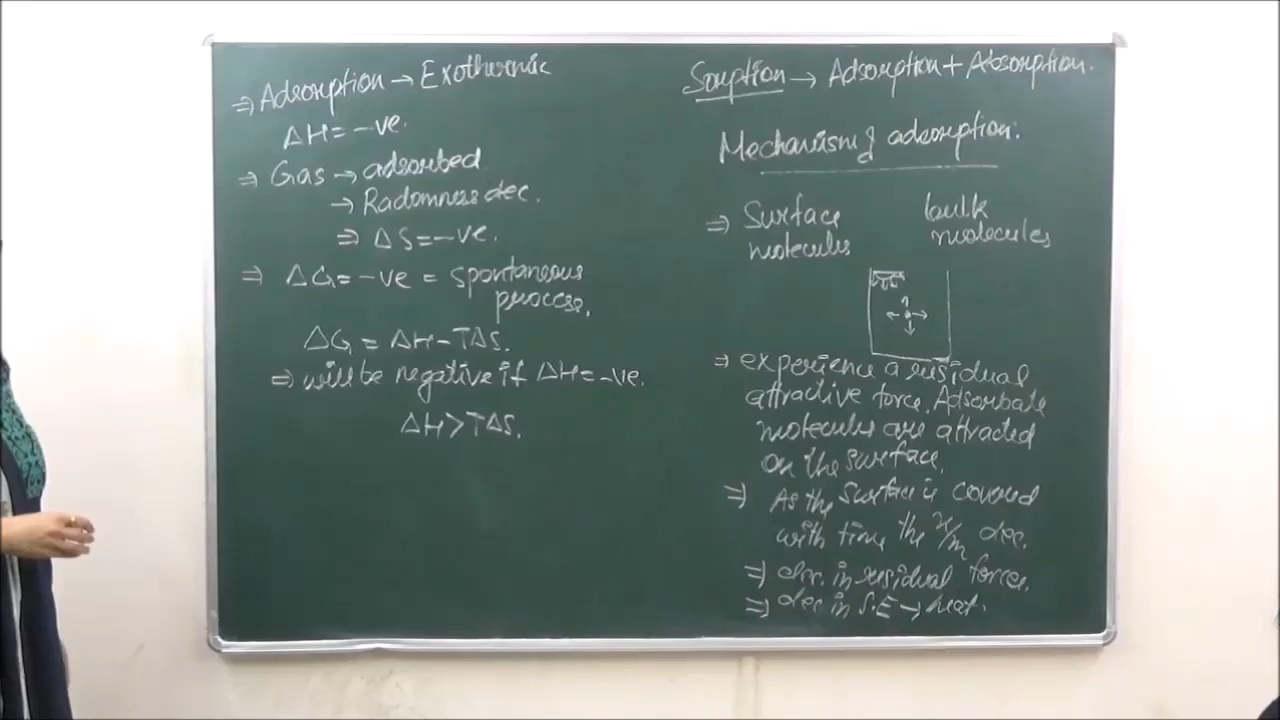 ⇒ Adsorption → Exothermic
ΔH = -ve.
⇒ Gas → adsorbed
→ Radomness dec.
⇒ ΔS = -ve.
⇒ ΔG = -ve = spontaneous
process.
ΔG = ΔH - TΔS.
⇒ will be negative if ΔH = -ve.
ΔH > TΔS.
Sorption → Adsorption + Absorption.
Mechanism of adsorption:
⇒ Surface molecules
bulk molecules
⇒ experience a residual
attractive force. Adsorbate
molecules are attracted
on the surface.
⇒ As the surface is covered
with time the x/m dec.
⇒ dec. in residual force.
⇒ dec. in S.E → heat.